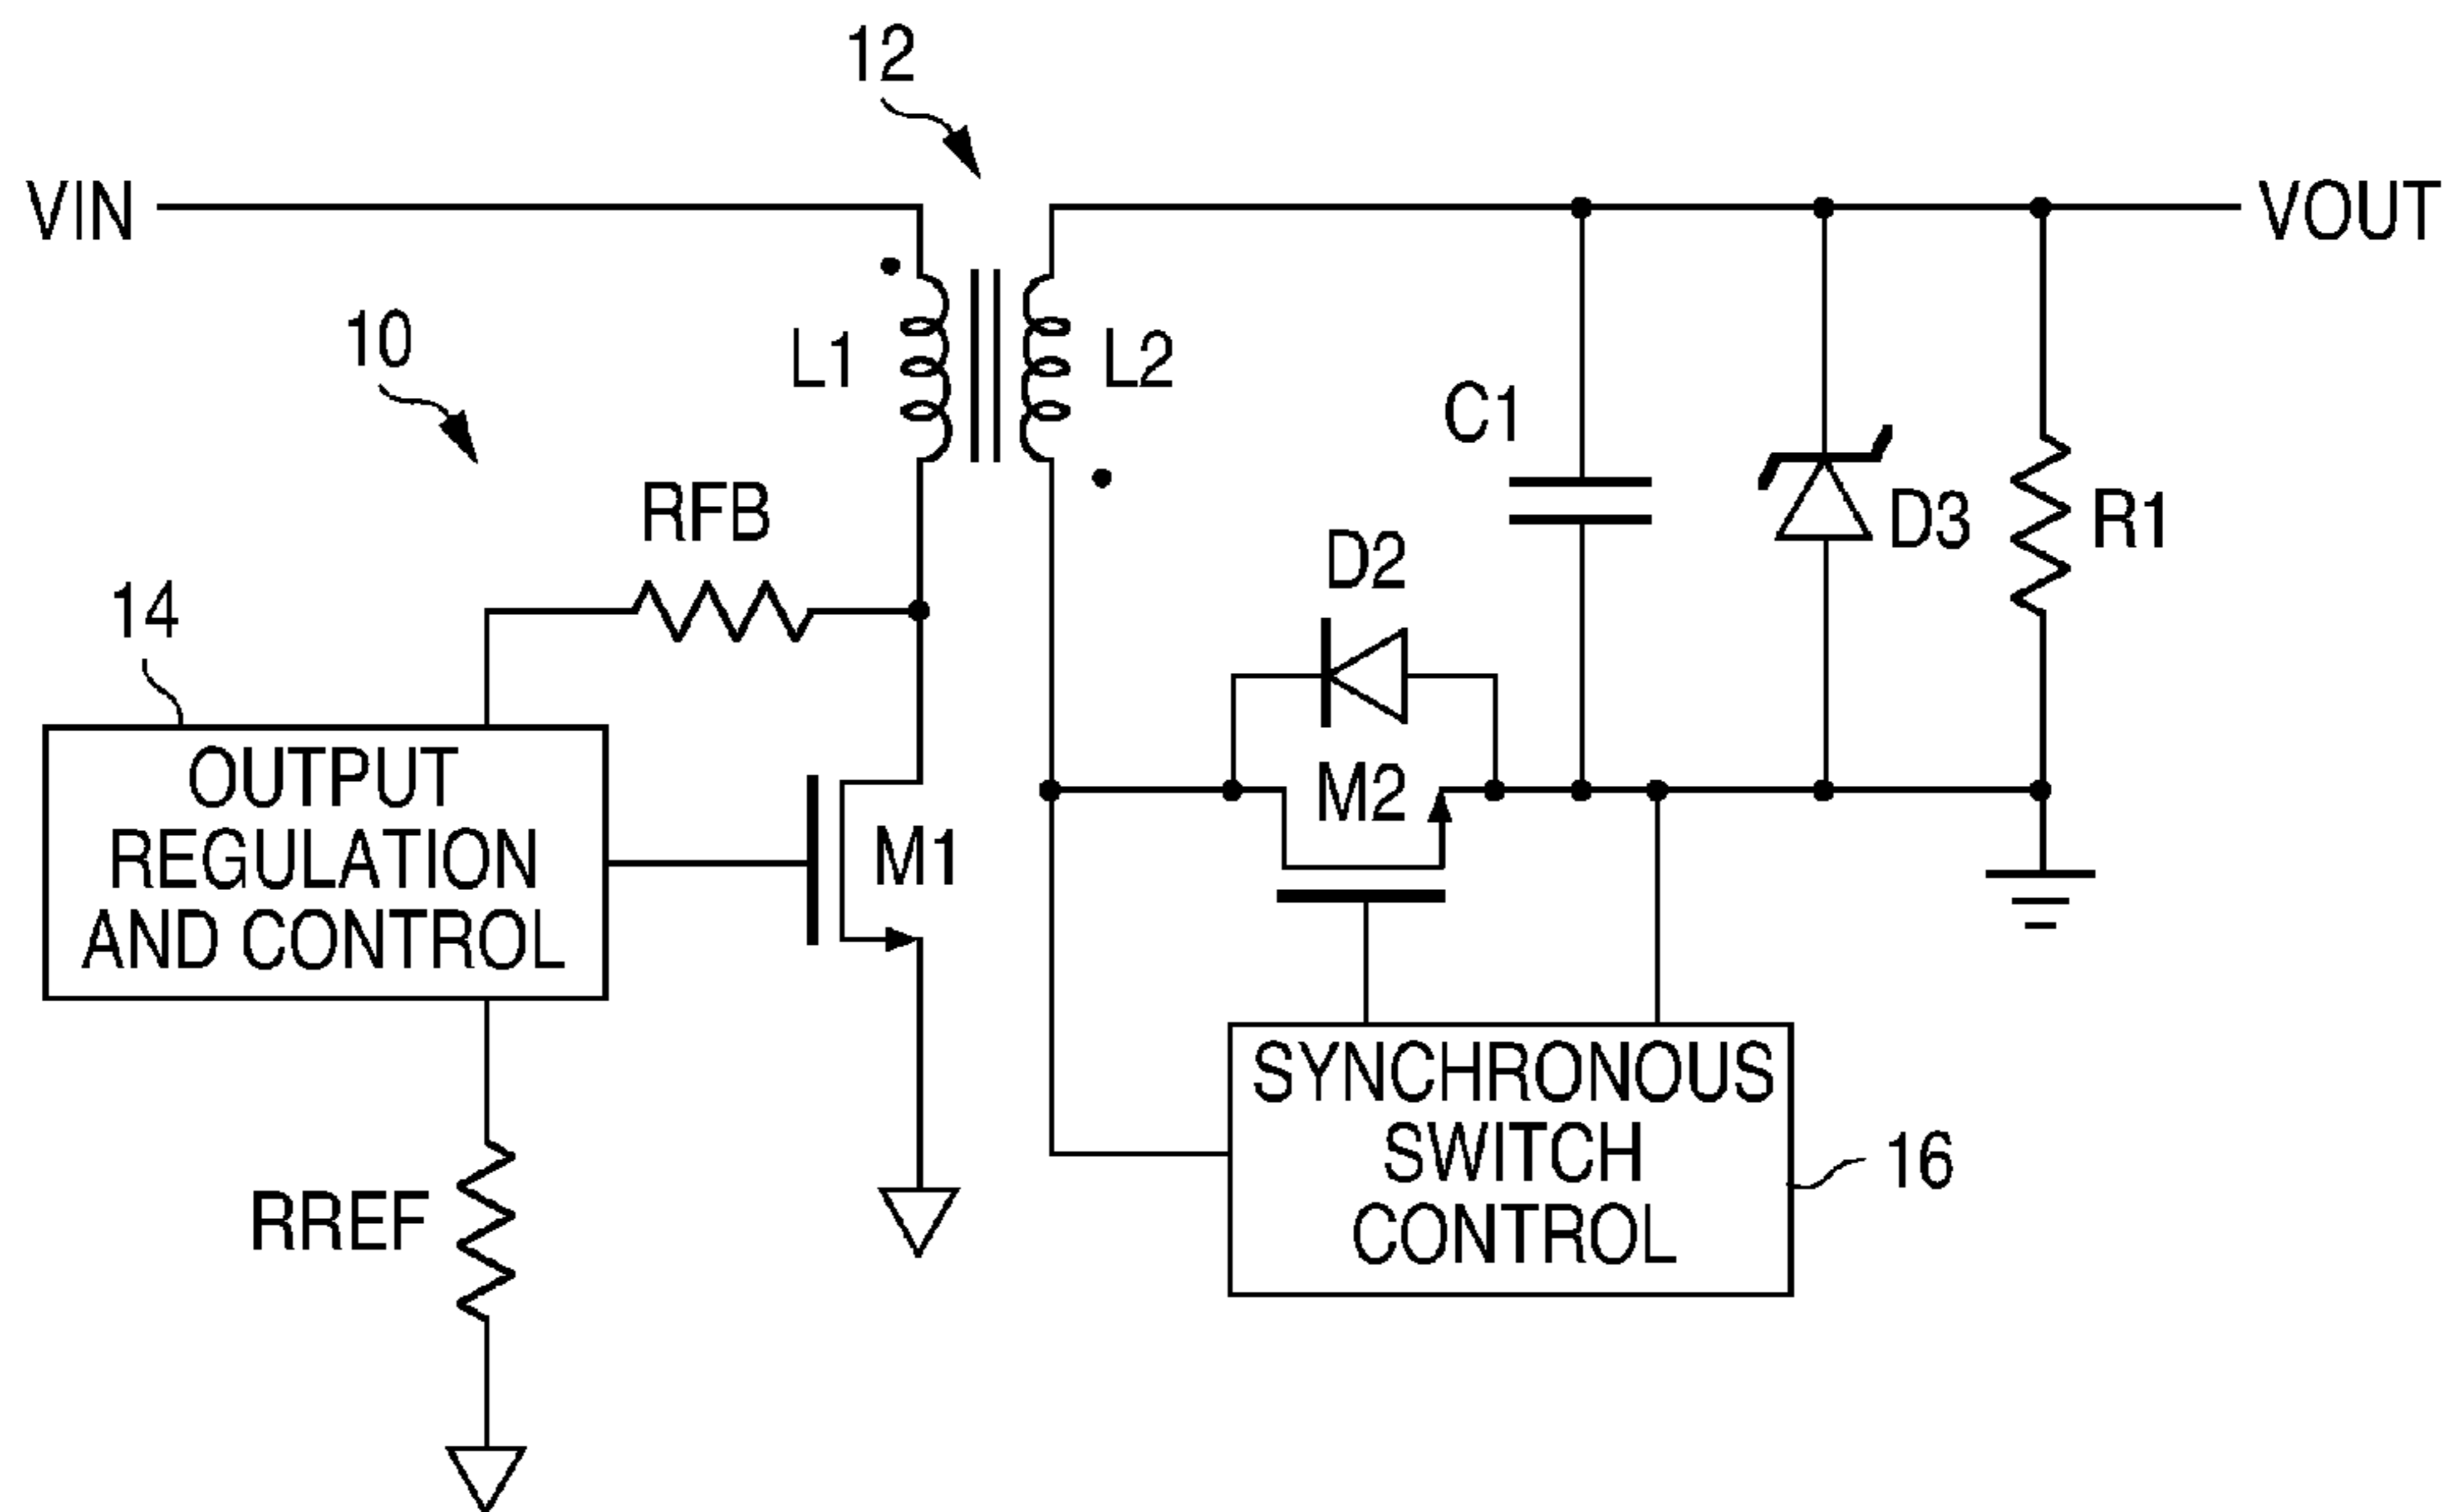 12
VIN
VOUT
10
L1
L2
C1
RFB
D3
R1
D2
14
M2
OUTPUT
REGULATION
AND CONTROL
M1
SYNCHRONOUS
SWITCH
CONTROL
16
RREF